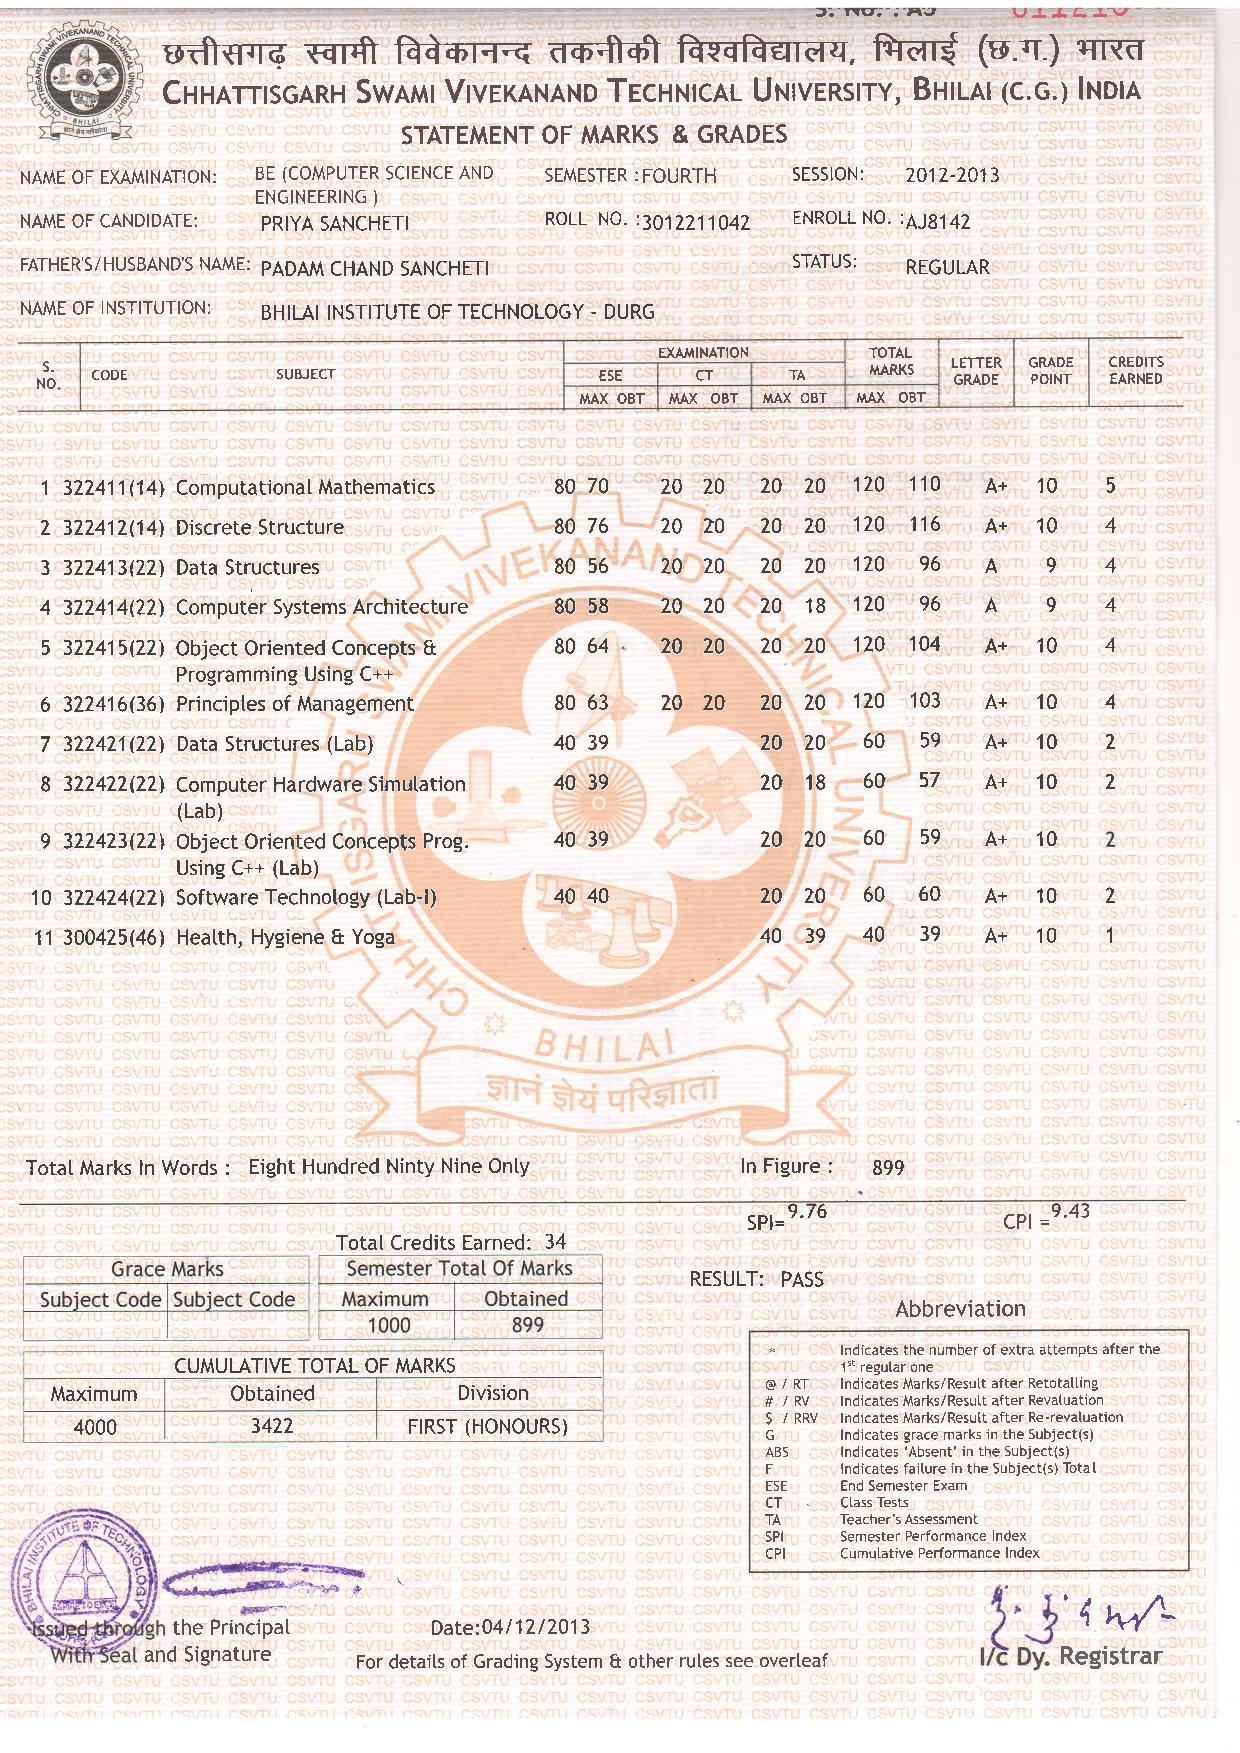 S. No. : AJ 011210
छत्तीसगढ़ स्वामी विवेकानन्द तकनीकी विश्वविद्यालय, भिलाई (छ.ग.) भारत
CHHATTISGARH SWAMI VIVEKANAND TECHNICAL UNIVERSITY, BHILAI (C.G.) INDIA
STATEMENT OF MARKS & GRADES
NAME OF EXAMINATION: BE (COMPUTER SCIENCE AND ENGINEERING ) SEMESTER : FOURTH SESSION: 2012-2013
NAME OF CANDIDATE: PRIYA SANCHETI ROLL NO. : 3012211042 ENROLL NO. : AJ8142
FATHER'S/HUSBAND'S NAME: PADAM CHAND SANCHETI STATUS: REGULAR
NAME OF INSTITUTION: BHILAI INSTITUTE OF TECHNOLOGY - DURG
S. NO. CODE SUBJECT EXAMINATION TOTAL MARKS LETTER GRADE GRADE POINT CREDITS EARNED
ESE CT TA
MAX OBT MAX OBT MAX OBT MAX OBT
1 322411(14) Computational Mathematics 80 70 20 20 20 20 120 110 A+ 10 5
2 322412(14) Discrete Structure 80 76 20 20 20 20 120 116 A+ 10 4
3 322413(22) Data Structures 80 56 20 20 20 20 120 96 A 9 4
4 322414(22) Computer Systems Architecture 80 58 20 20 20 18 120 96 A 9 4
5 322415(22) Object Oriented Concepts & 80 64 20 20 20 20 120 104 A+ 10 4
Programming Using C++
6 322416(36) Principles of Management 80 63 20 20 20 20 120 103 A+ 10 4
7 322421(22) Data Structures (Lab) 40 39 20 20 60 59 A+ 10 2
8 322422(22) Computer Hardware Simulation 40 39 20 18 60 57 A+ 10 2
(Lab)
9 322423(22) Object Oriented Concepts Prog. 40 39 20 20 60 59 A+ 10 2
Using C++ (Lab)
10 322424(22) Software Technology (Lab-I) 40 40 20 20 60 60 A+ 10 2
11 300425(46) Health, Hygiene & Yoga 40 39 40 39 A+ 10 1
BHILAI
ज्ञानं ज्ञेयं परिज्ञाता
Total Marks In Words : Eight Hundred Ninty Nine Only In Figure : 899
SPI= 9.76 CPI = 9.43
Total Credits Earned: 34
Grace Marks Semester Total Of Marks
Subject Code Subject Code Maximum Obtained
1000 899
RESULT: PASS
CUMULATIVE TOTAL OF MARKS
Maximum Obtained Division
4000 3422 FIRST (HONOURS)
Abbreviation
* Indicates the number of extra attempts after the
1st regular one
@ / RT Indicates Marks/Result after Retotalling
# / RV Indicates Marks/Result after Revaluation
$ / RRV Indicates Marks/Result after Re-revaluation
G Indicates grace marks in the Subject(s)
ABS Indicates 'Absent' in the Subject(s)
F Indicates failure in the Subject(s) Total
ESE End Semester Exam
CT Class Tests
TA Teacher's Assessment
SPI Semester Performance Index
CPI Cumulative Performance Index
BHILAI INSTITUTE OF TECHNOLOGY
Issued through the Principal
With Seal and Signature
Date:04/12/2013
For details of Grading System & other rules see overleaf
I/c Dy. Registrar